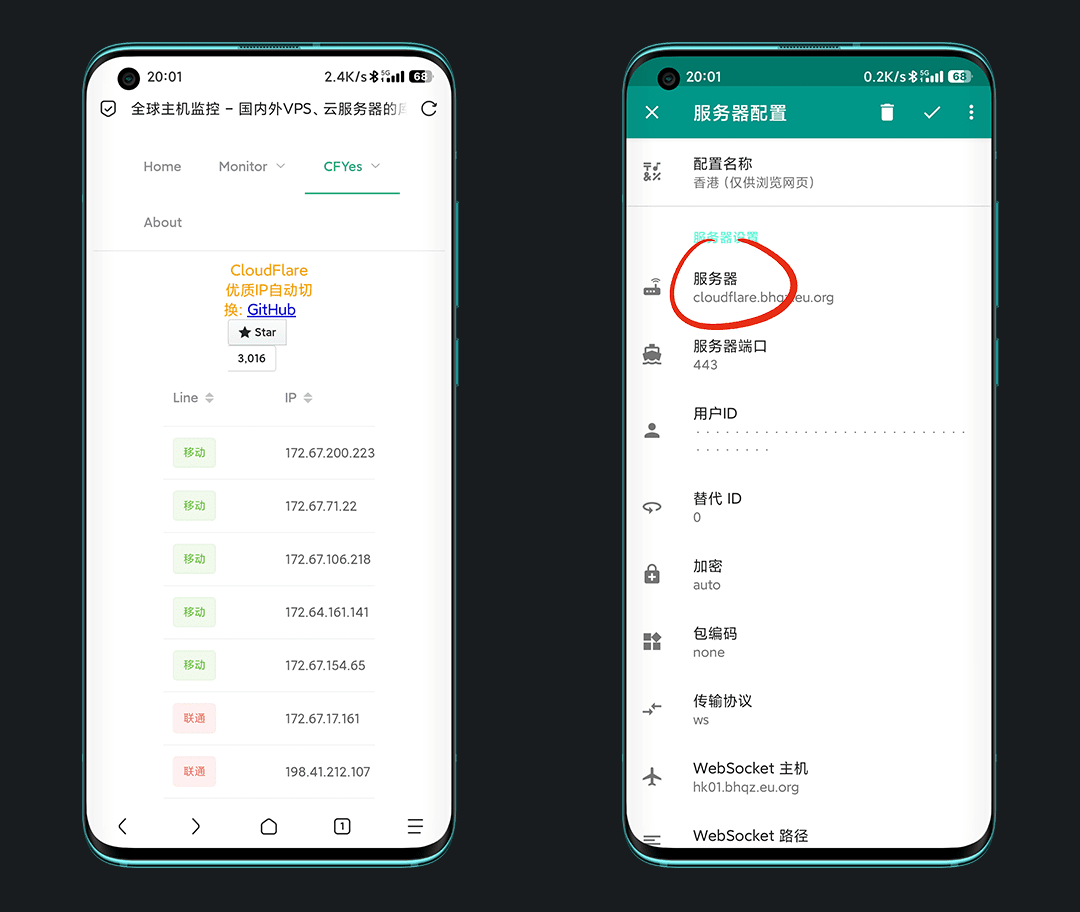 20:01
2.4K/s 5G 68
全球主机监控 – 国内外VPS、云服务器的
Home
Monitor
CFYes
About
CloudFlare
优质IP自动切
换: GitHub
Star
3,016
Line
IP
移动
172.67.200.223
移动
172.67.71.22
移动
172.67.106.218
移动
172.64.161.141
移动
172.67.154.65
联通
172.67.17.161
联通
198.41.212.107
1
20:01
0.2K/s 5G 68
服务器配置
配置名称
香港 (仅供浏览网页)
服务器设置
服务器
cloudflare.bhqz.eu.org
服务器端口
443
用户ID
替代 ID
0
加密
auto
包编码
none
传输协议
ws
WebSocket 主机
hk01.bhqz.eu.org
WebSocket 路径